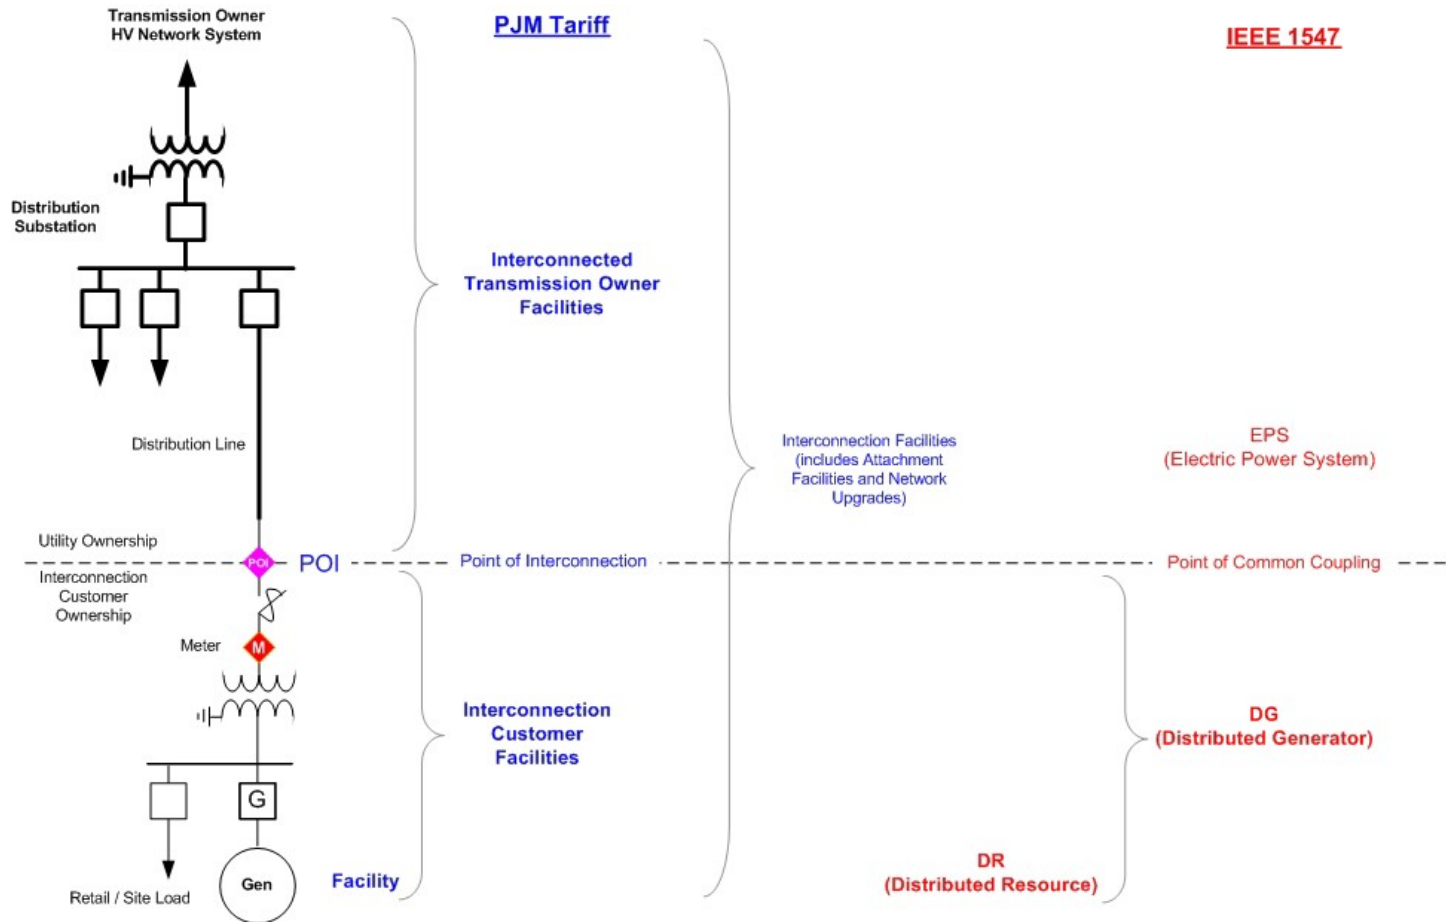 Transmission Owner
HV Network System
PJM Tariff
IEEE 1547
Distribution
Substation
Interconnected
Transmission Owner
Facilities
Distribution Line
Interconnection Facilities
(includes Attachment
Facilities and Network
Upgrades)
EPS
(Electric Power System)
Utility Ownership
POI
POI
Point of Interconnection
Point of Common Coupling
Interconnection
Customer
Ownership
Meter
M
Interconnection
Customer
Facilities
DG
(Distributed Generator)
G
Gen
Facility
DR
(Distributed Resource)
Retail / Site Load